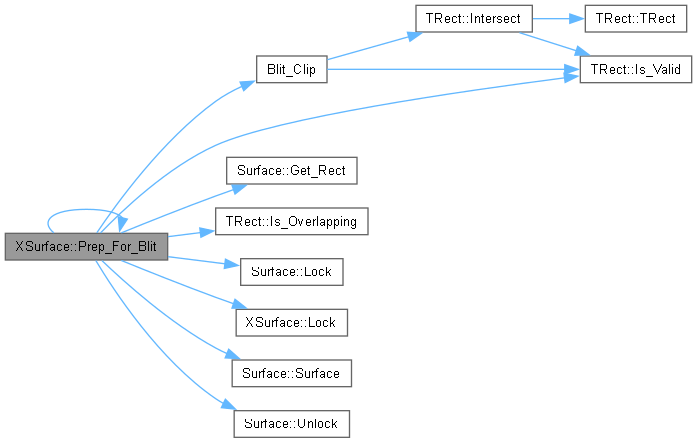 TRect::Intersect
TRect::TRect
Blit_Clip
TRect::Is_Valid
Surface::Get_Rect
TRect::Is_Overlapping
XSurface::Prep_For_Blit
Surface::Lock
XSurface::Lock
Surface::Surface
Surface::Unlock